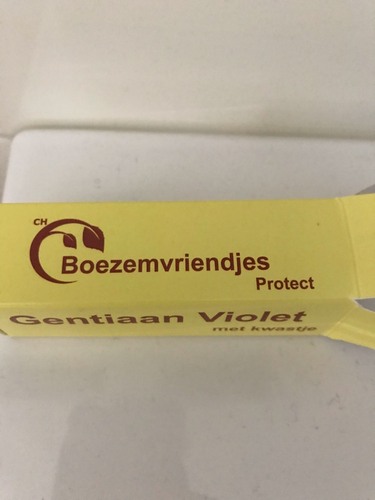 CH
Boezemvriendjes
Protect
Gentiaan Violet
met kwastje